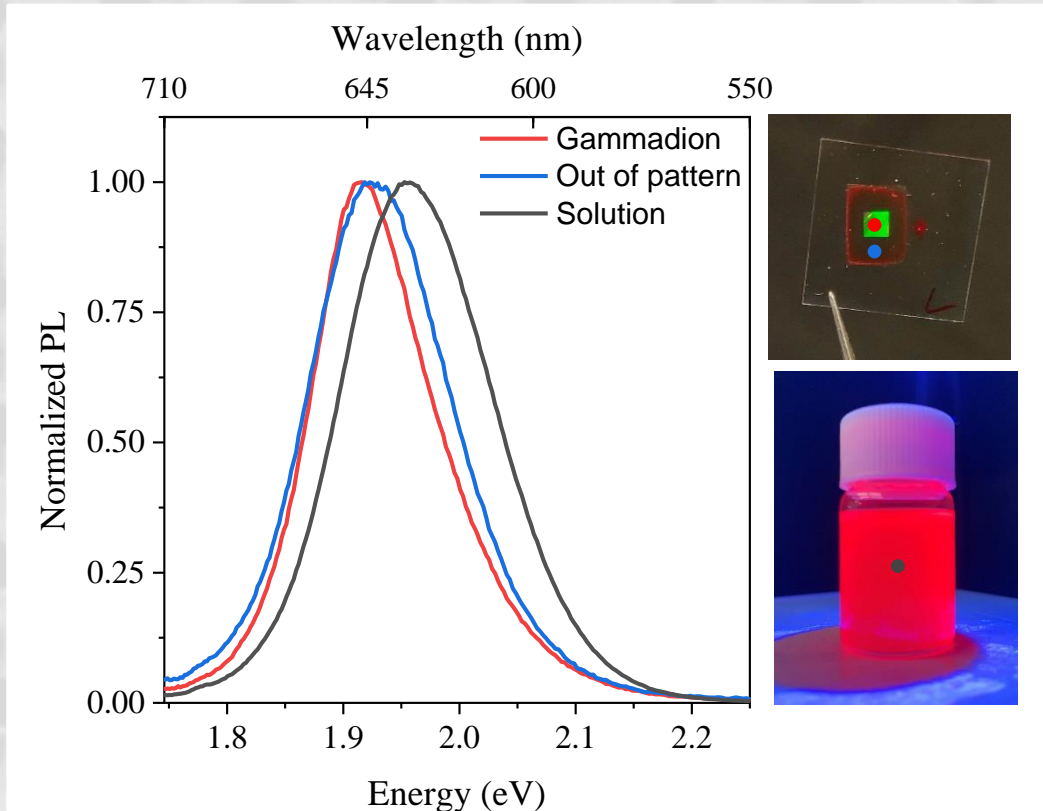 Wavelength (nm)
710 645 600 550
Gammadion
Out of pattern
Solution
1.00
0.75
0.50
0.25
0.00
Normalized PL
1.8 1.9 2.0 2.1 2.2
Energy (eV)